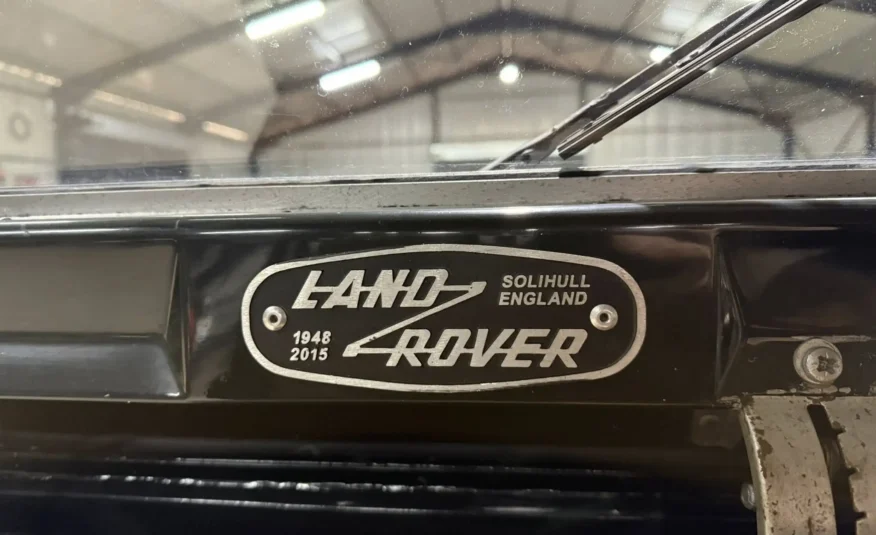 LAND
SOLIHULL
ENGLAND
1948
2015
ROVER